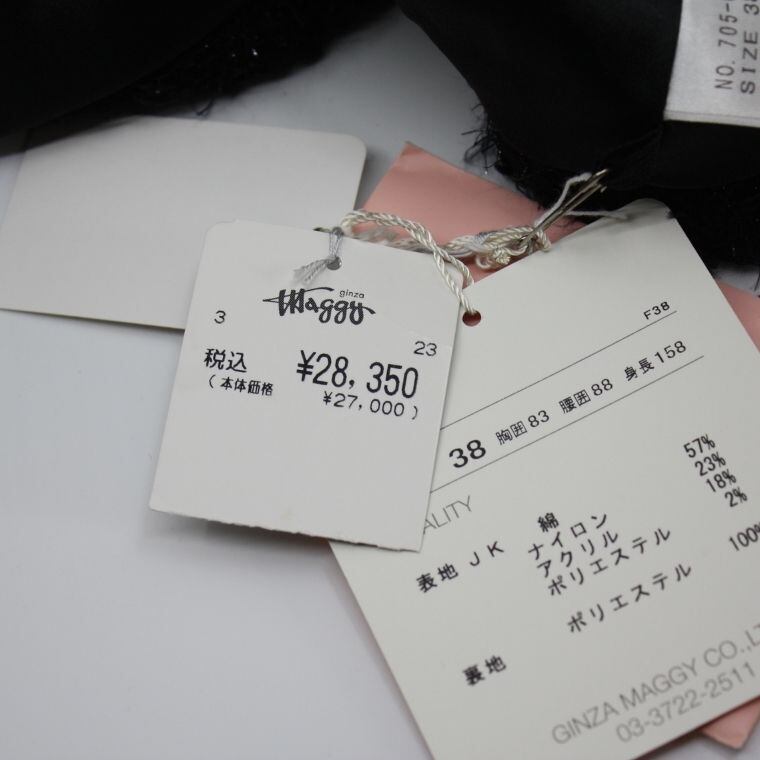 NO. 705-
SIZE 38
ginza
Maggy
3
23
税込 ¥28,350
(本体価格 ¥27,000)
F38
38 胸囲83 腰囲88 身長158
ALITY
表地 JK 綿 57%
ナイロン 23%
アクリル 18%
ポリエステル 2%
裏地 ポリエステル 100%
GINZA MAGGY CO.,LT
03-3722-2511